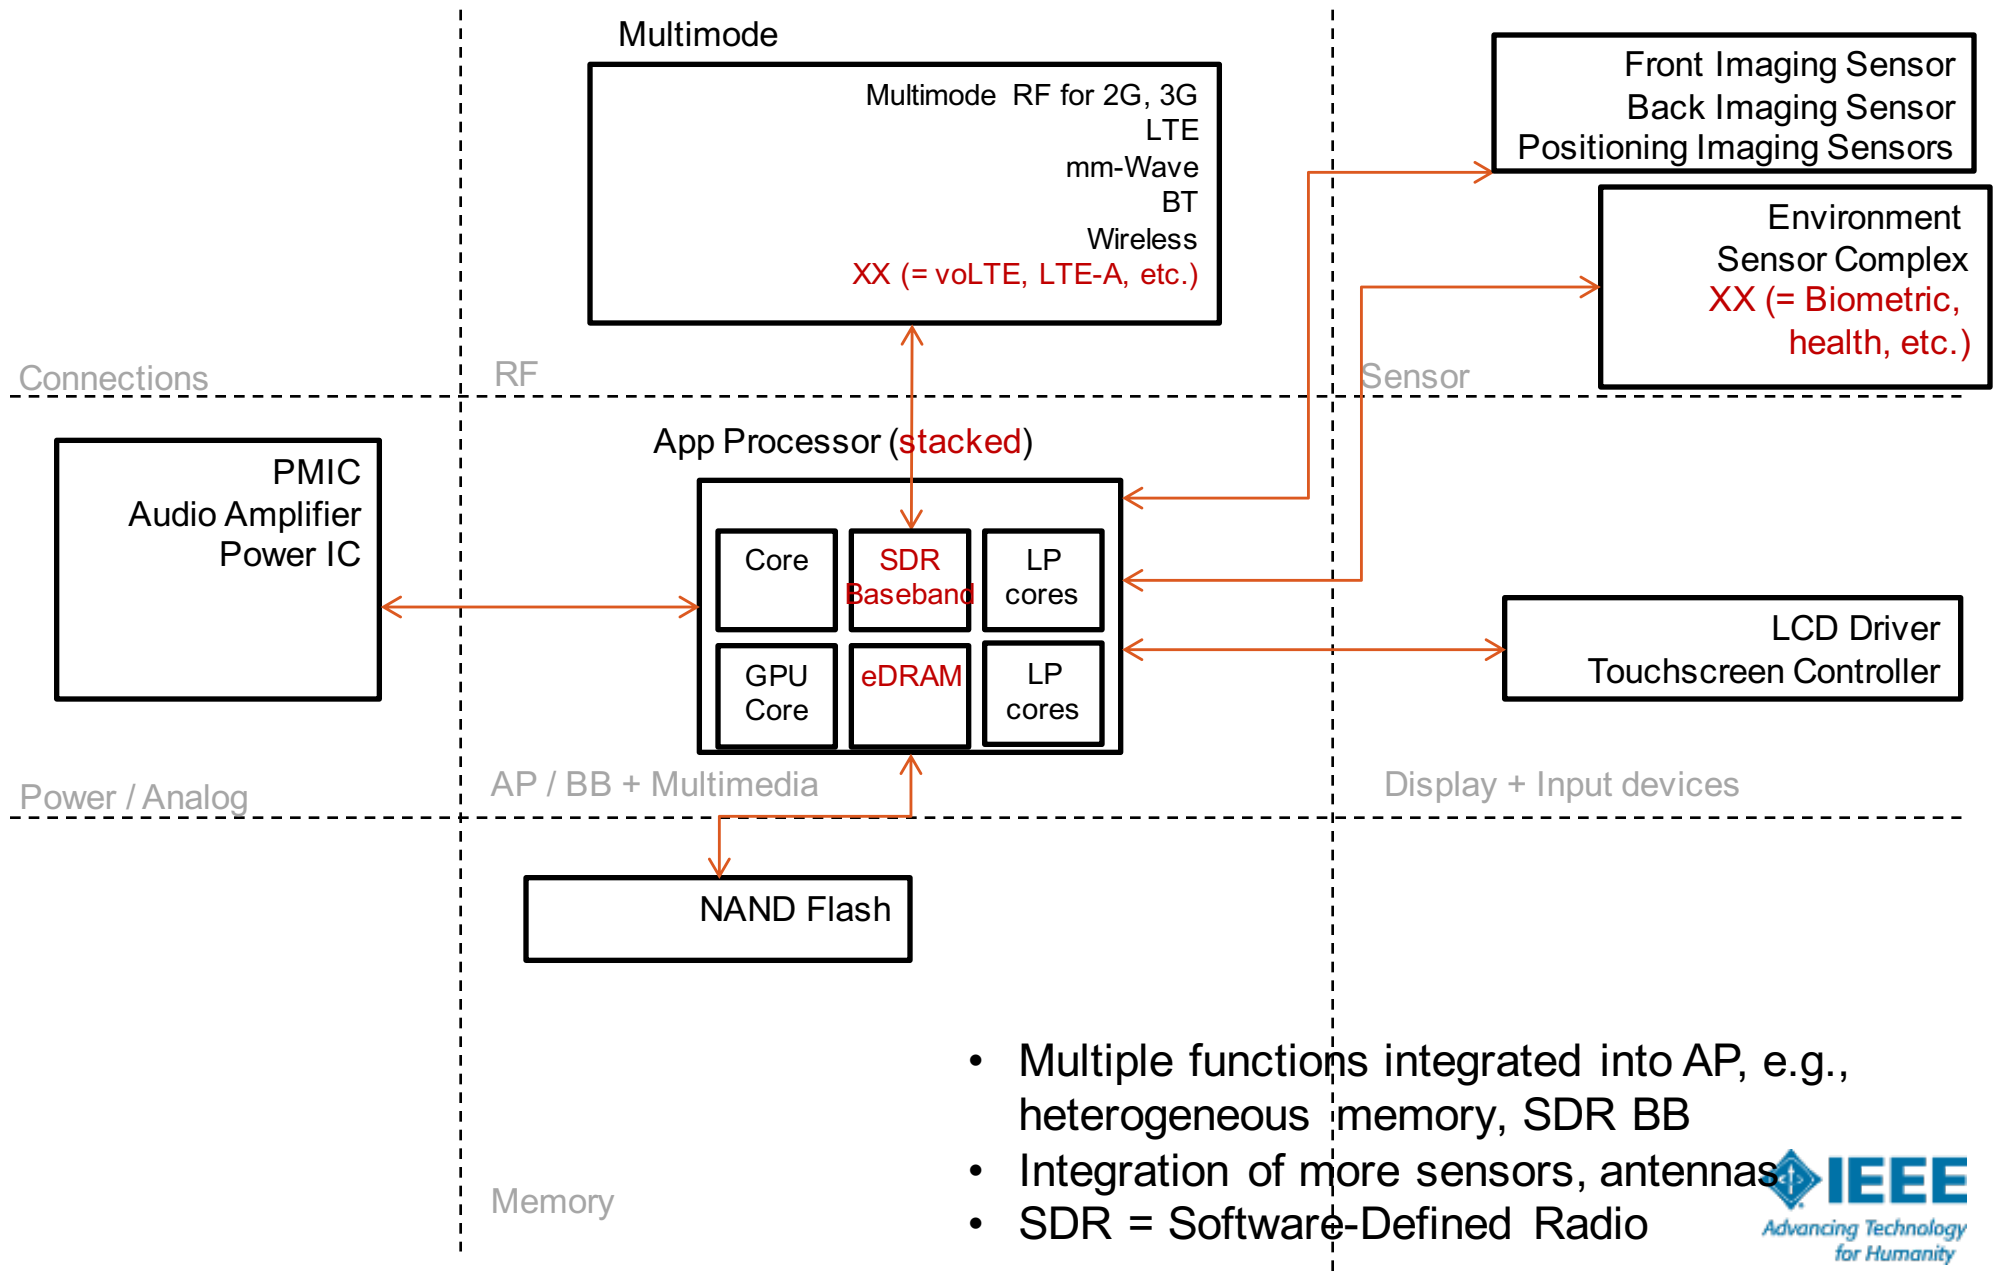 Multimode
Multimode RF for 2G, 3G
LTE
mm-Wave
BT
Wireless
XX (= voLTE, LTE-A, etc.)
Front Imaging Sensor
Back Imaging Sensor
Positioning Imaging Sensors
Environment
Sensor Complex
XX (= Biometric,
health, etc.)
Connections
RF
Sensor
PMIC
Audio Amplifier
Power IC
App Processor (stacked)
Core
SDR
Baseband
LP
cores
GPU
Core
eDRAM
LP
cores
LCD Driver
Touchscreen Controller
Power / Analog
AP / BB + Multimedia
Display + Input devices
NAND Flash
Memory
• Multiple functions integrated into AP, e.g.,
heterogeneous memory, SDR BB
• Integration of more sensors, antennas
• SDR = Software-Defined Radio
IEEE
Advancing Technology
for Humanity